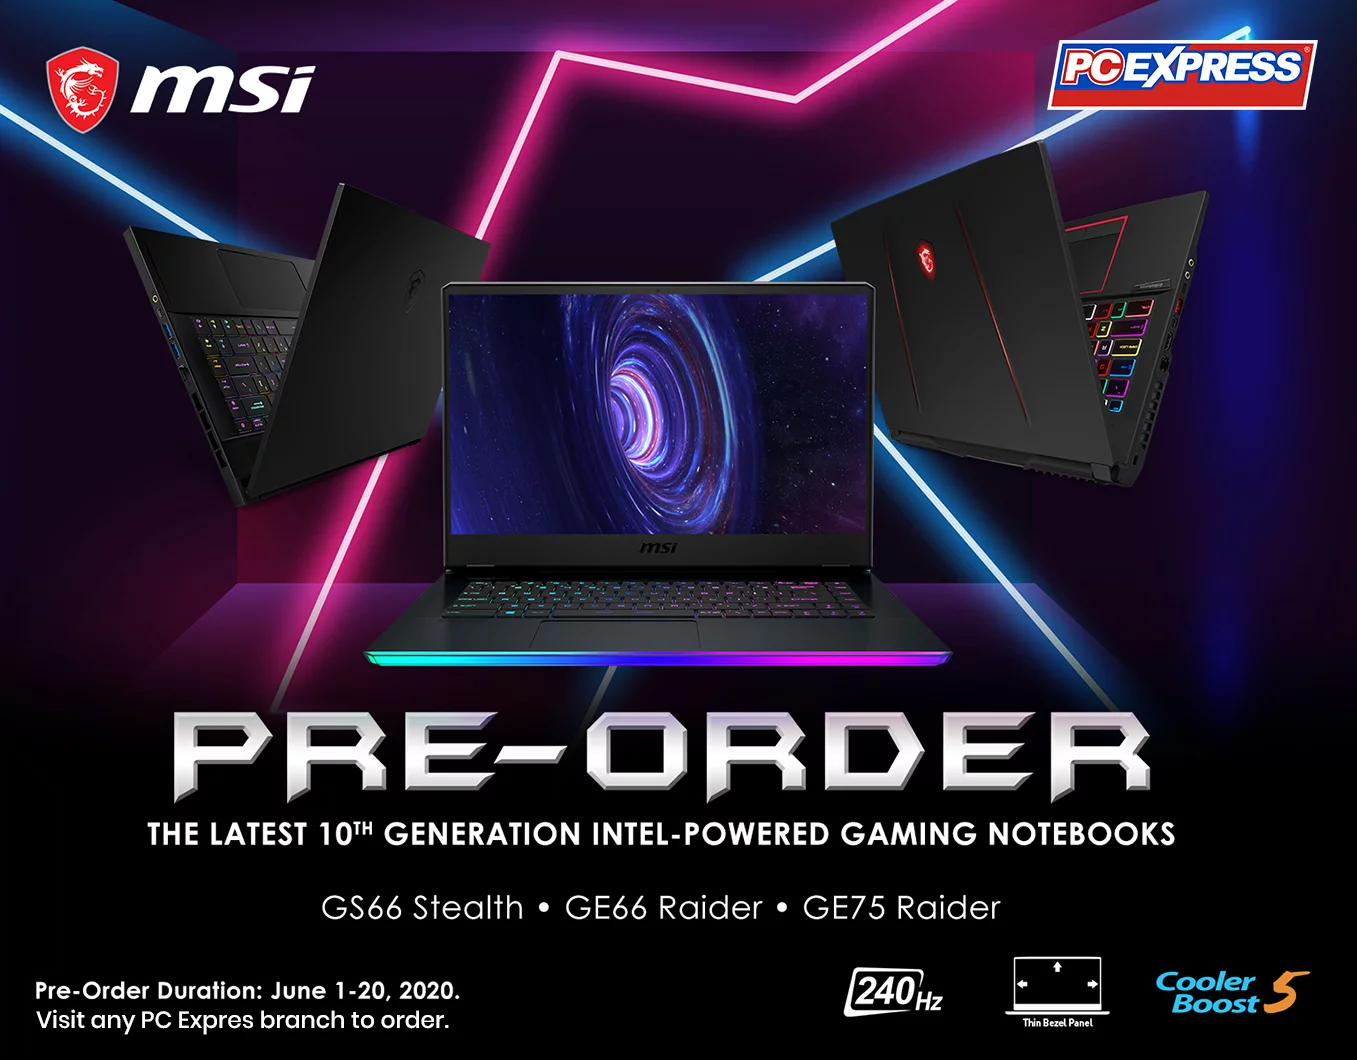 msi
PCEXPRESS®
msi
PRE-ORDER
THE LATEST 10TH GENERATION INTEL-POWERED GAMING NOTEBOOKS
GS66 Stealth • GE66 Raider • GE75 Raider
Pre-Order Duration: June 1-20, 2020.
Visit any PC Expres branch to order.
240Hz
Thin Bezel Panel
Cooler
Boost 5